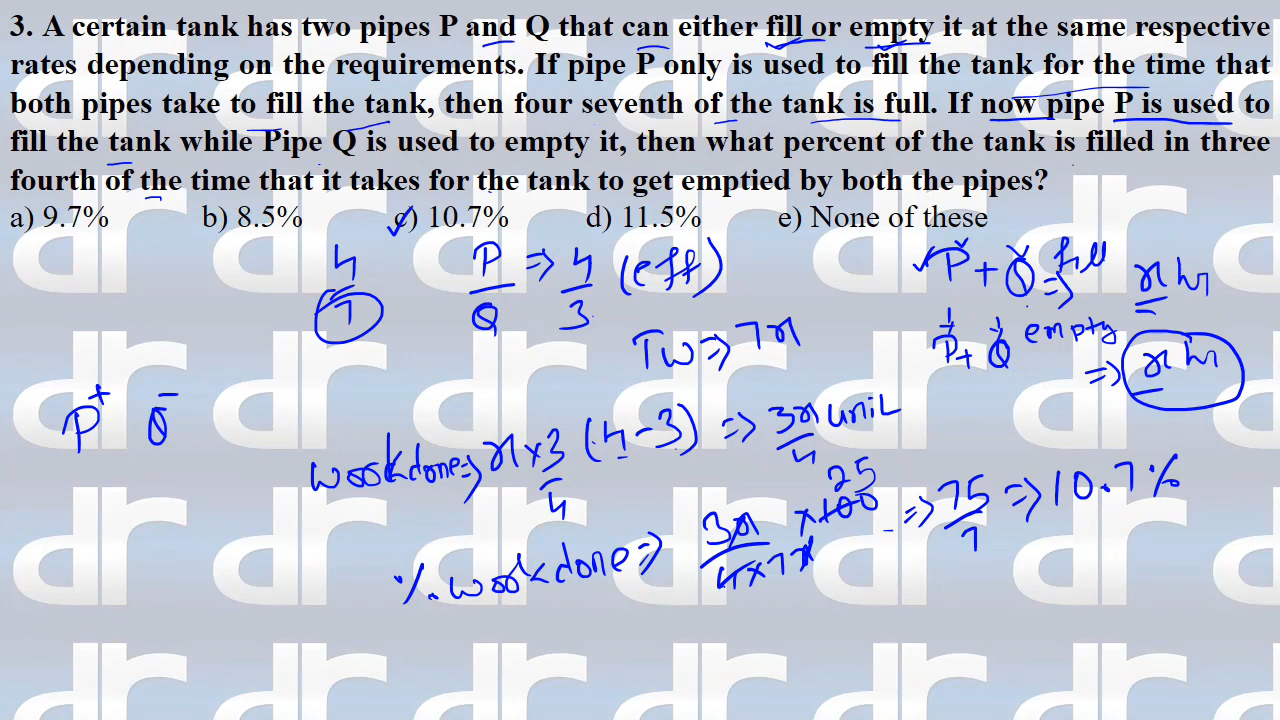 3. A certain tank has two pipes P and Q that can either fill or empty it at the same respective
rates depending on the requirements. If pipe P only is used to fill the tank for the time that
both pipes take to fill the tank, then four seventh of the tank is full. If now pipe P is used to
fill the tank while Pipe Q is used to empty it, then what percent of the tank is filled in three
fourth of the time that it takes for the tank to get emptied by both the pipes?
a) 9.7% b) 8.5% c) 10.7% d) 11.5% e) None of these
4/7 P/Q => 4/3 (eff) P + Q fill => x hr
TW => 7x P + Q empty => x hr
P+ Q-
work done => x × 3/4 (4-3) => 3x/4 unit
% work done => 3x/4×7x × 100 25 => 75/7 => 10.7%